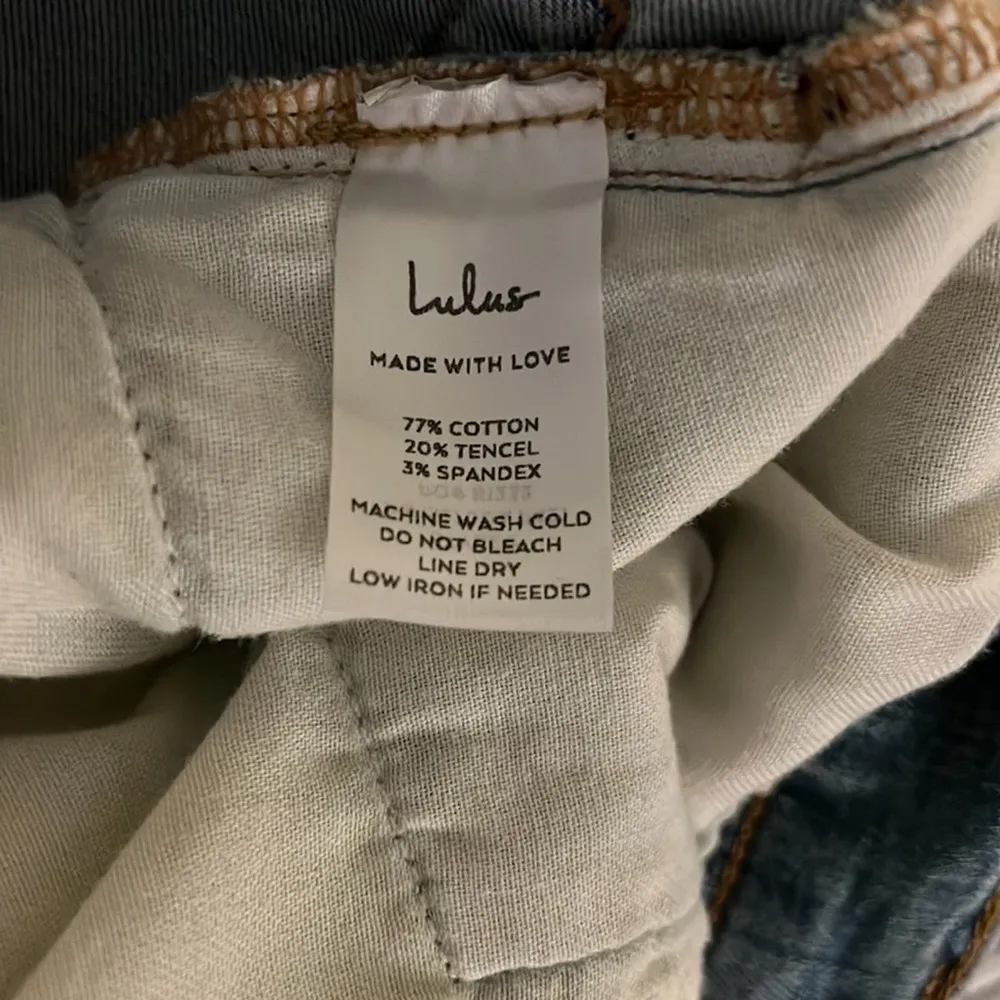 Lulus
MADE WITH LOVE
77% COTTON
20% TENCEL
3% SPANDEX
MACHINE WASH COLD
DO NOT BLEACH
LINE DRY
LOW IRON IF NEEDED